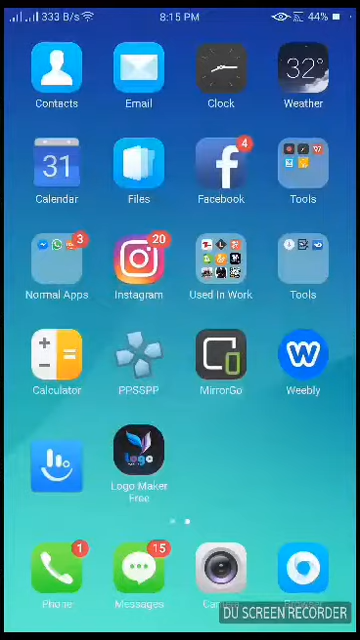 333 B/s 8:15 PM 44%
32°
Contacts Email Clock Weather
31 4
Calendar Files Facebook Tools
3 20
Normal Apps Instagram Used In Work Tools
W
Calculator PPSSPP MirrorGo Weebly
Logo
Logo Maker
Free
1 15
Phone Messages
DU SCREEN RECORDER